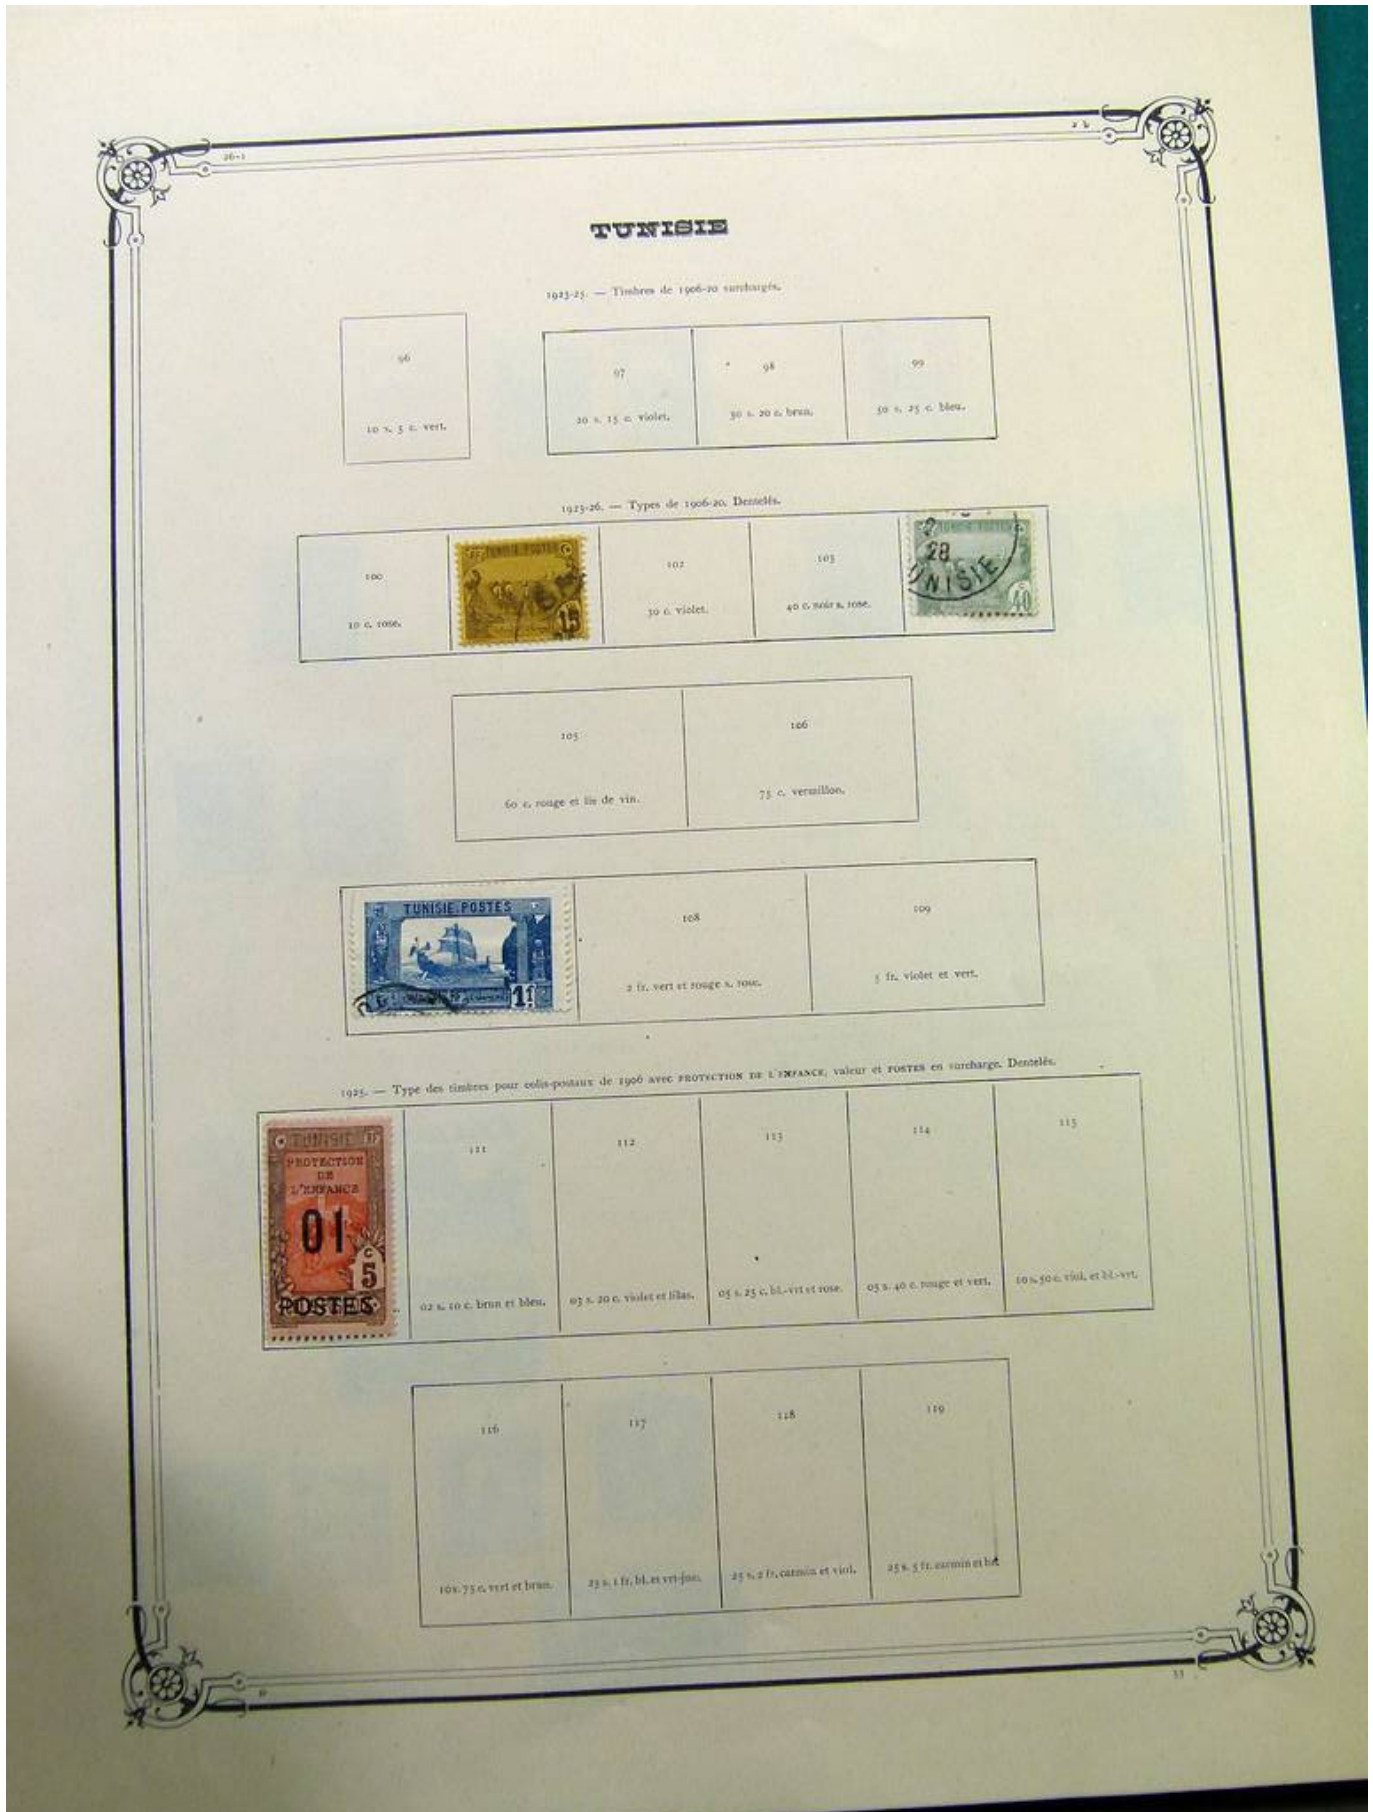 26-1
TUNISIE
1923-25. — Timbres de 1906-20 surchargés.
96
97
98
99
10 s. 5 c. vert.
20 s. 15 c. violet.
30 s. 20 c. brun.
50 s. 25 c. bleu.
1923-26. — Types de 1906-20. Dentelés.
100
10 c. rose.
TUNISIE POSTES
15
102
30 c. violet.
103
40 c. noir s. rose.
TUNISIE POSTES
28
UNISIE
40
105
60 c. rouge et lie de vin.
106
75 c. vermillon.
TUNISIE.POSTES
1f.
108
2 fr. vert et rouge s. rose.
109
5 fr. violet et vert.
1925. — Type des timbres pour colis-postaux de 1906 avec PROTECTION DE L'ENFANCE, valeur et POSTES en surcharge. Dentelés.
TUNISIE RF
PROTECTION
DE
L'ENFANCE
01
C
5
POSTES
111
02 s. 10 c. brun et bleu.
112
03 s. 20 c. violet et lilas.
113
05 s. 25 c. bl.-vrt et rose.
114
05 s. 40 c. rouge et vert.
115
10 s. 50 c. viol. et bl.-vrt.
116
10 s. 75 c. vert et brun.
117
25 s. 1 fr. bl. et vrt-jne.
118
25 s. 2 fr. carmin et viol.
119
25 s. 5 fr. carmin et
33